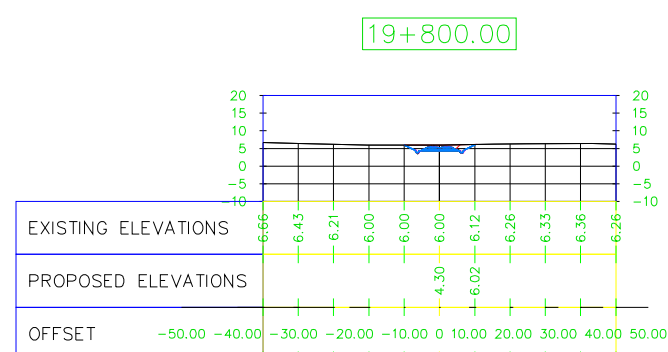 19+800.00
20 20
15 15
10 10
5 5
0 0
-5 -5
-10 -10
EXISTING ELEVATIONS 6.66 6.43 6.21 6.00 6.00 6.00 6.12 6.26 6.33 6.36 6.26
PROPOSED ELEVATIONS 4.30 6.02
OFFSET -50.00 -40.00 -30.00 -20.00 -10.00 0 10.00 20.00 30.00 40.00 50.00